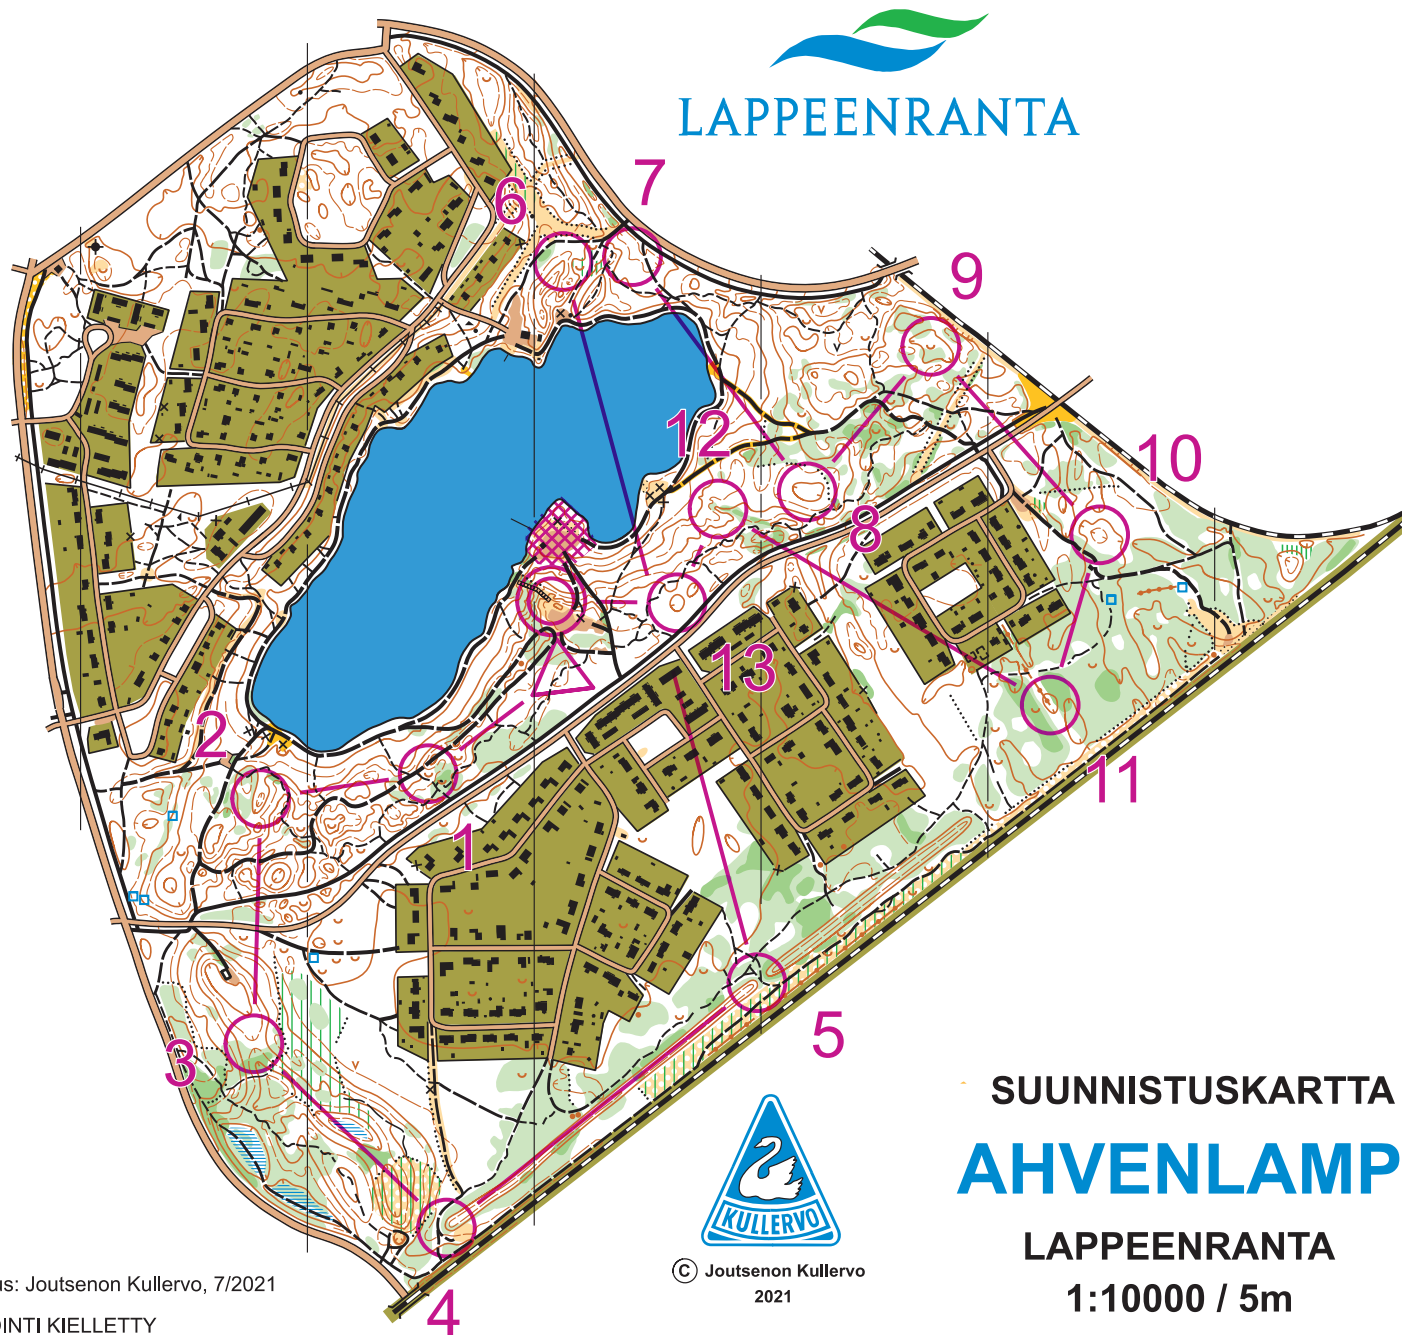 LAPPEENRANTA
7
6
9
12
10
8
13
2
11
1
5
3
4
KULLERVO
© Joutsenon Kullervo
2021
SUUNNISTUSKARTTA
AHVENLAMP
LAPPEENRANTA
1:10000 / 5m
us: Joutsenon Kullervo, 7/2021
OINTI KIELLETTY